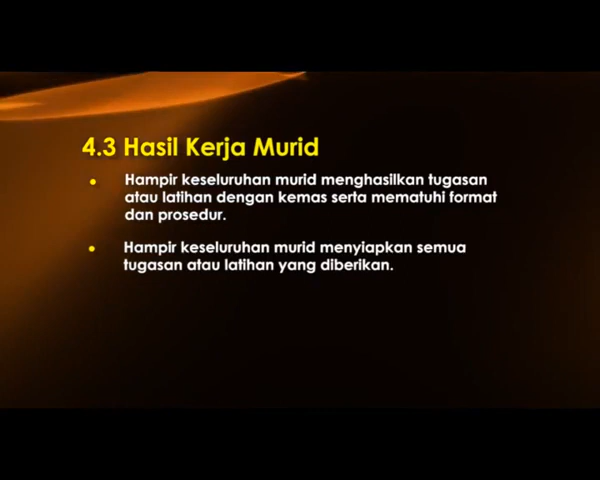 4.3 Hasil Kerja Murid
• Hampir keseluruhan murid menghasilkan tugasan
atau latihan dengan kemas serta mematuhi format
dan prosedur.
• Hampir keseluruhan murid menyiapkan semua
tugasan atau latihan yang diberikan.